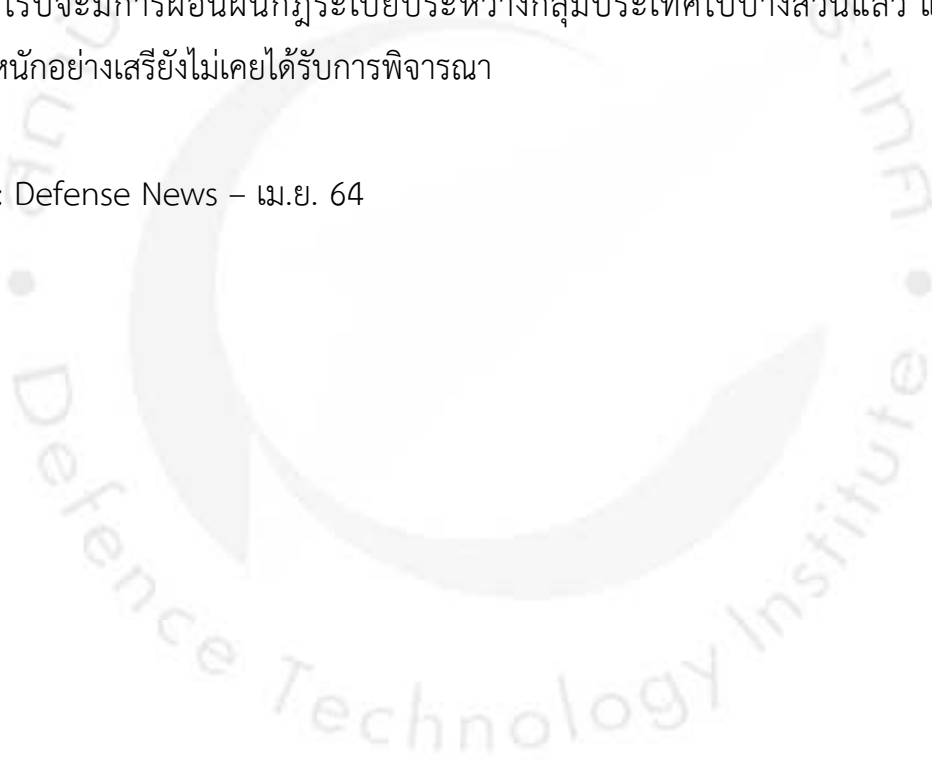 โรปจะมีการผ่อนผันกฎระเบียบระหว่างกลุ่มประเทศไปบางส่วนแล้ว แ
หนักอย่างเสรียังไม่เคยได้รับการพิจารณา
: Defense News – เม.ย. 64
Defence Technology Institute